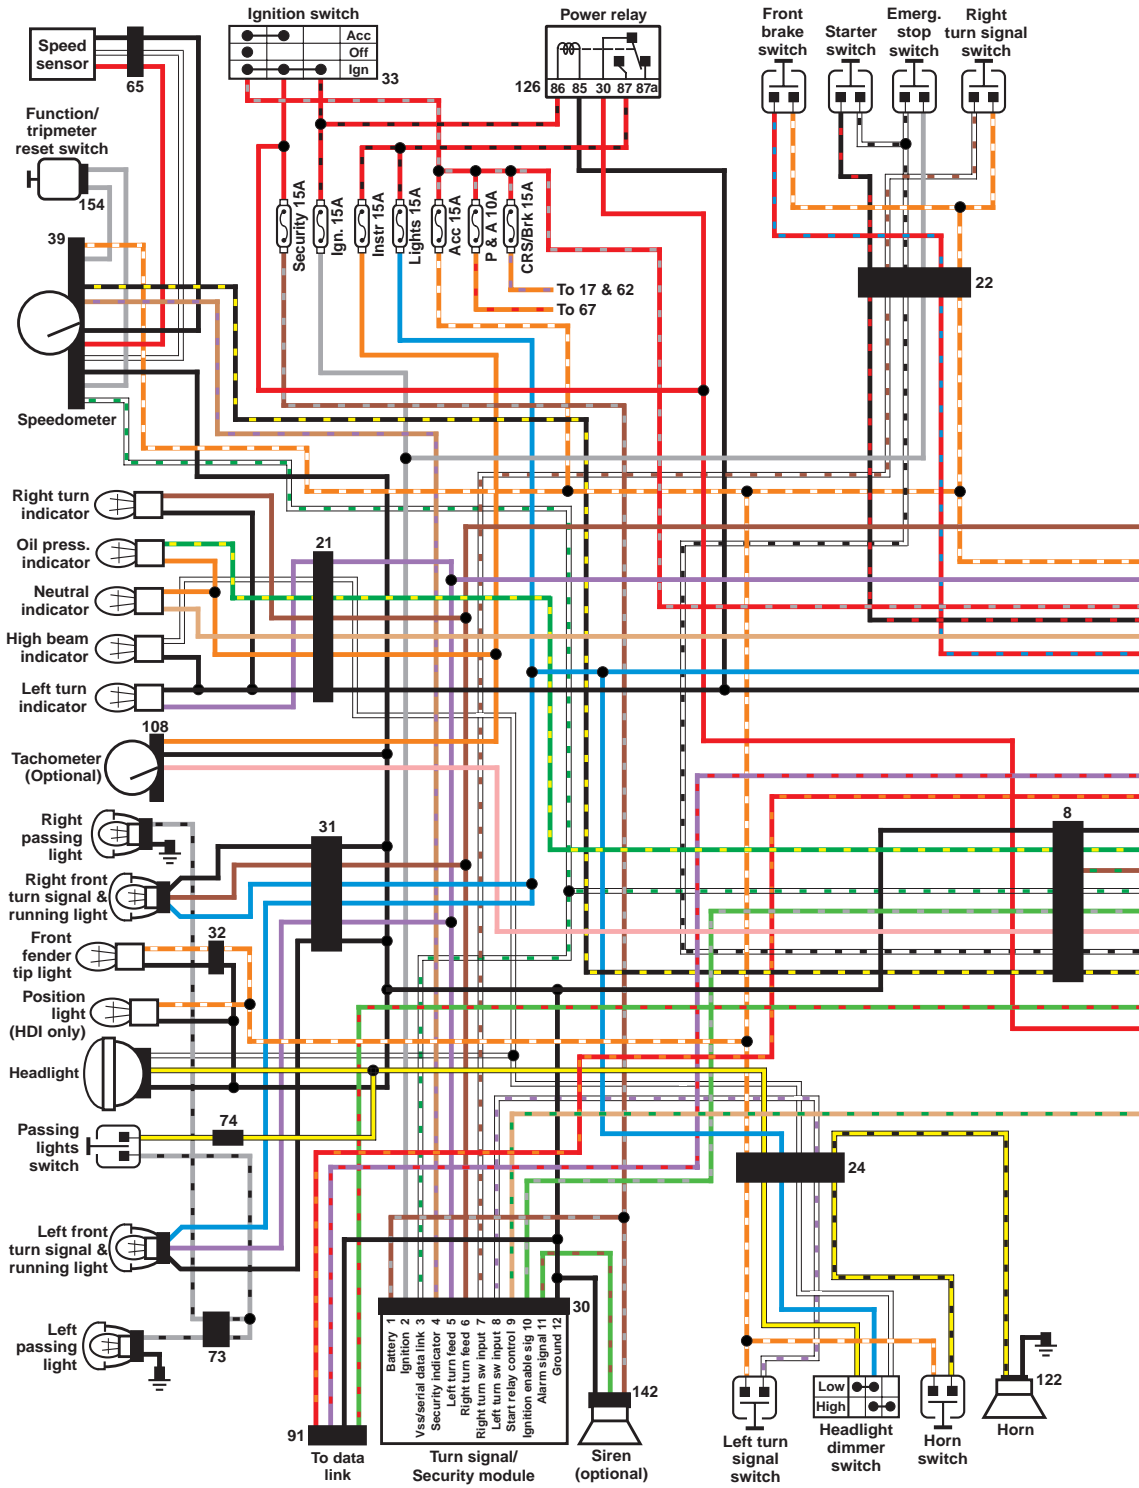 Ignition switch
Acc
Off
Ign
33
Power relay
126
86
85
30
87
87a
Front
brake
switch
Starter
switch
Emerg.
stop
switch
Right
turn signal
switch
Speed
sensor
65
Function/
tripmeter
reset switch
154
39
Speedometer
Security 15A
Ign. 15A
Instr 15A
Lights 15A
Acc 15A
P & A 10A
CRS/Brk 15A
To 17 & 62
To 67
22
Right turn
indicator
Oil press.
indicator
21
Neutral
indicator
High beam
indicator
Left turn
indicator
108
Tachometer
(Optional)
Right
passing
light
31
8
Right front
turn signal &
running light
Front
fender
tip light
32
Position
light
(HDI only)
Headlight
Passing
lights
switch
74
24
Left front
turn signal &
running light
Left
passing
light
73
30
Battery 1
Ignition 2
Vss/serial data link 3
Security indicator 4
Left turn feed 5
Right turn feed 6
Right turn sw input 7
Left turn sw input 8
Start relay control 9
Ignition enable sig 10
Alarm signal 11
Ground 12
Turn signal/
Security module
91
To data
link
142
Siren
(optional)
Left turn
signal
switch
Low
High
Headlight
dimmer
switch
Horn
switch
122
Horn